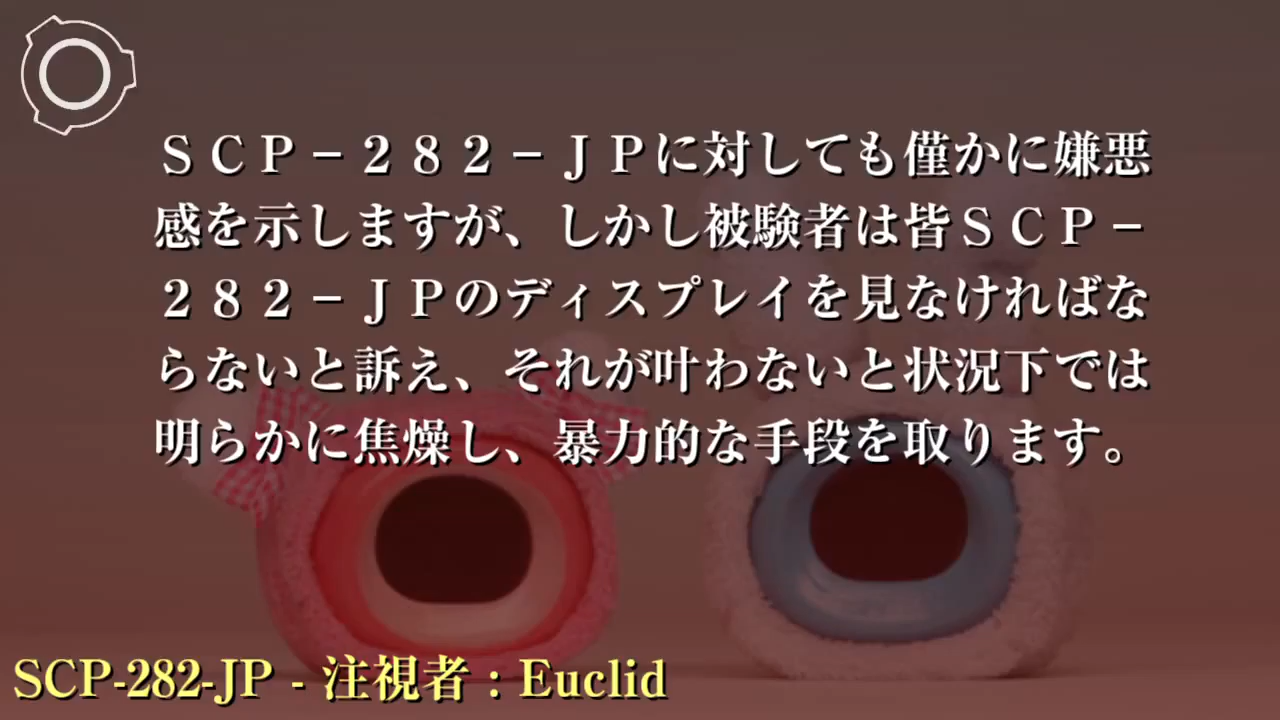 ＳＣＰ－２８２－ＪＰに対しても僅かに嫌悪
感を示しますが、しかし被験者は皆ＳＣＰ－
２８２－ＪＰのディスプレイを見なければな
らないと訴え、それが叶わないと状況下では
明らかに焦燥し、暴力的な手段を取ります。
SCP-282-JP - 注視者：Euclid